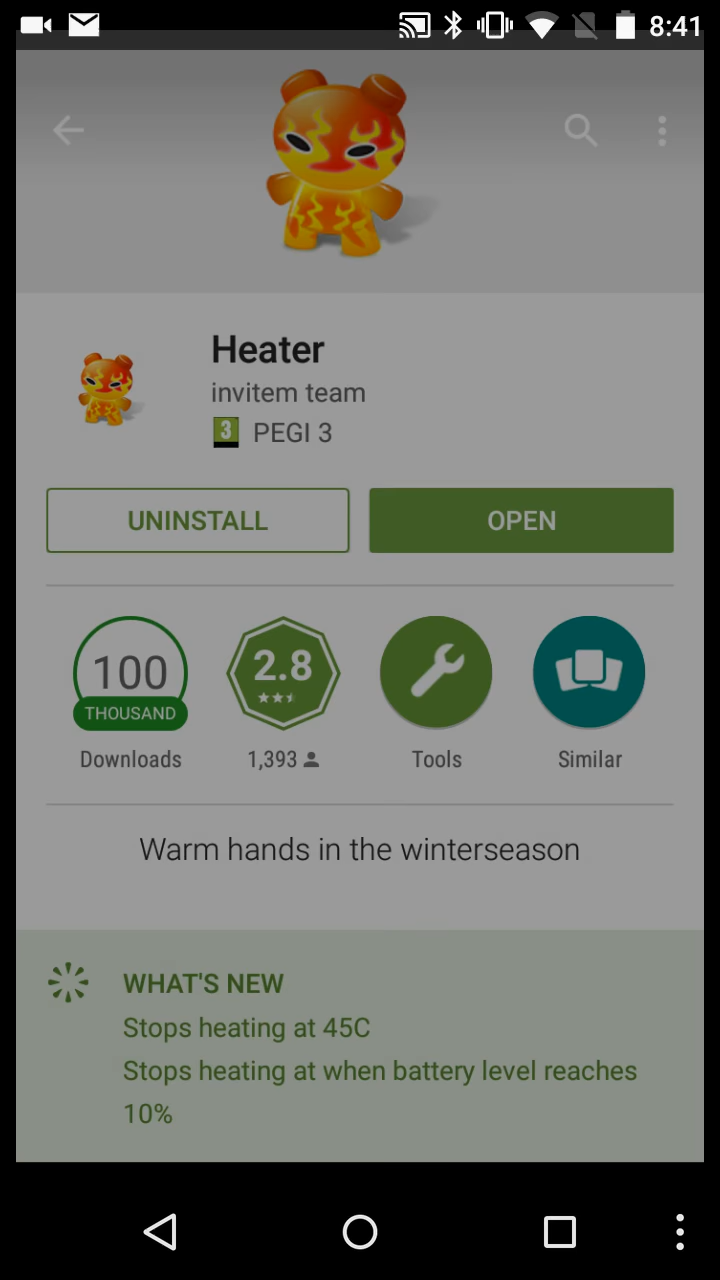 8:41
Heater
invitem team
3 PEGI 3
UNINSTALL OPEN
100 2.8
THOUSAND
Downloads 1,393 Tools Similar
Warm hands in the winterseason
WHAT'S NEW
Stops heating at 45C
Stops heating at when battery level reaches
10%